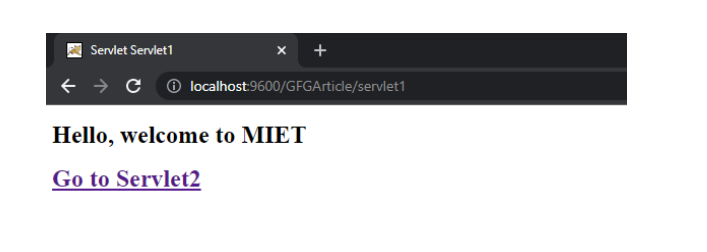 Servlet Servlet1
localhost:9600/GFGArticle/servlet1
Hello, welcome to MIET
Go to Servlet2